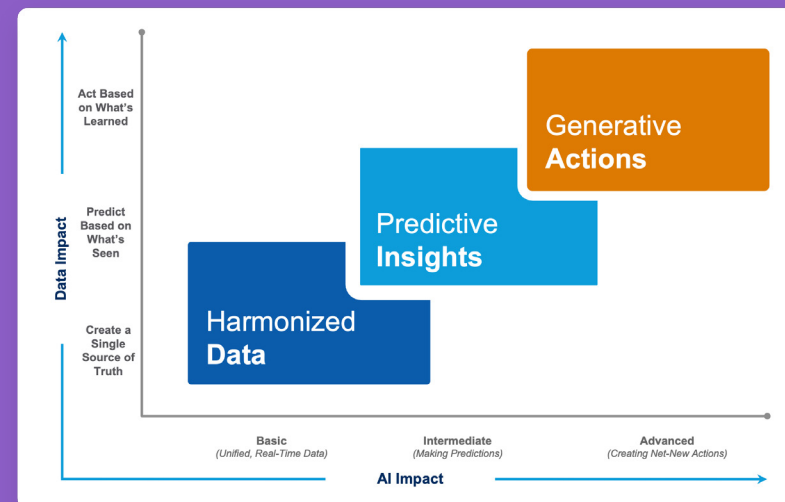 Act Based
on What's
Learned
Generative
Actions
Predict
Based on
What's
Seen
Predictive
Insights
Data Impact
Create a
Single
Source of
Truth
Harmonized
Data
Basic
(Unified, Real-Time Data)
Intermediate
(Making Predictions)
Advanced
(Creating Net-New Actions)
AI Impact